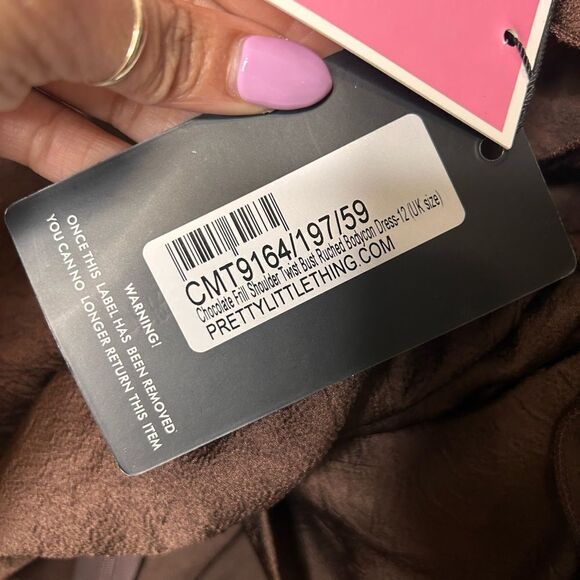 CMT9164/197/59
Chocolate Frill Shoulder Twist Bust Ruched Bodycon Dress-12 (UK size)
PRETTYLITTLETHING.COM
WARNING!
ONCE THIS LABEL HAS BEEN REMOVED
YOU CAN NO LONGER RETURN THIS ITEM